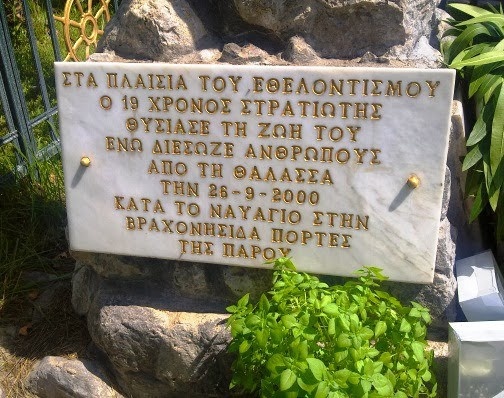 ΣΤΑ ΠΛΑΙΣΙΑ ΤΟΥ ΕΘΕΛΟΝΤΙΣΜΟΥ
Ο 19 ΧΡΟΝΟΣ ΣΤΡΑΤΙΩΤΗΣ
ΘΥΣΙΑΣΕ ΤΗ ΖΩΗ ΤΟΥ
ΕΝΩ ΔΙΕΣΩΖΕ ΑΝΘΡΩΠΟΥΣ
ΑΠΟ ΤΗ ΘΑΛΑΣΣΑ
ΤΗΝ 26-9-2000
ΚΑΤΑ ΤΟ ΝΑΥΑΓΙΟ ΣΤΗΝ
ΒΡΑΧΟΝΗΣΙΔΑ ΠΟΡΤΕΣ
ΤΗΣ ΠΑΡΟΥ